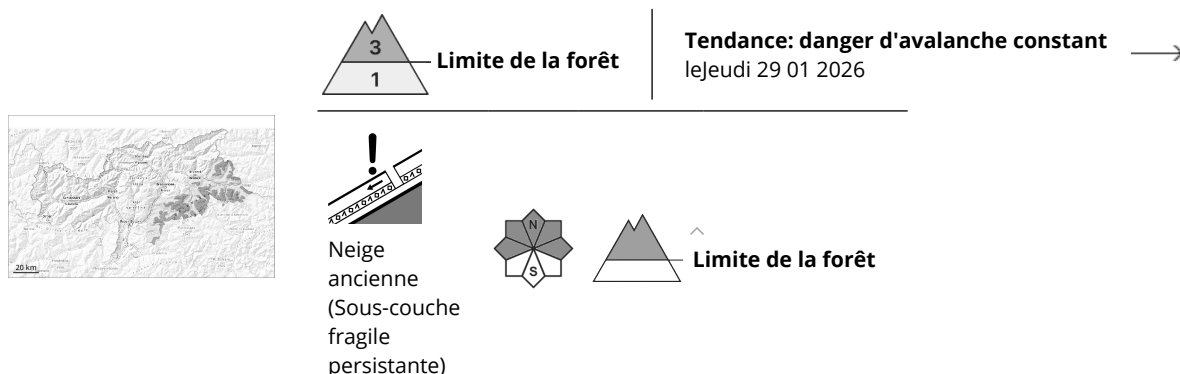 3
1
Limite de la forêt
Tendance: danger d'avalanche constant
leJeudi 29 01 2026
20 km
Neige
ancienne
(Sous-couche
fragile
persistante)
N
S
Limite de la forêt